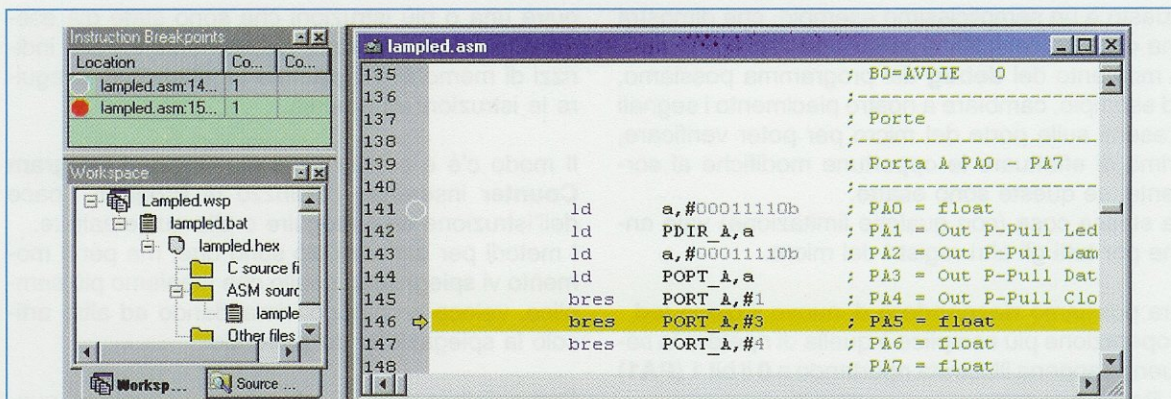 Instruction Breakpoints
Location Co... Co...
lampled.asm:14... 1
lampled.asm:15... 1
Workspace
Lampled.wsp
lampled.bat
lampled.hex
C source fi
ASM sourc
lample
Other files
Worksp... Source ...
lampled.asm
135 B0=AVDIE 0
136 ;--------------------
137 ; Porte
138 ;--------------------
139 ;Porta A PA0 / PA7
140 ;--------------------
141 ld a,#00011110b ; PA0 = float
142 ld PDIR_A,a ; PA1 = Out P-Pull Led
143 ld a,#00011110b ; PA2 = Out P-Pull Lam
144 ld POPT_A,a ; PA3 = Out P-Pull Dat
145 bres PORT_A,#1 ; PA4 = Out P-Pull Clo
146 bres PORT_A,#3 ; PA5 = float
147 bres PORT_A,#4 ; PA6 = float
148 ; PA7 = float